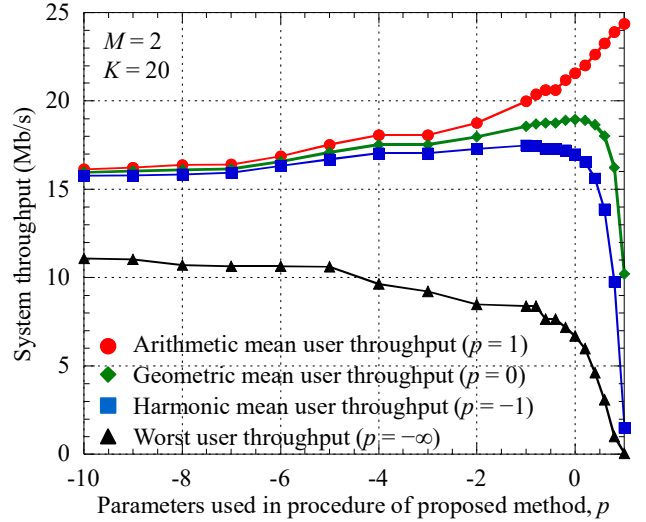 25
20
15
10
5
0
System throughput (Mb/s)
M = 2
K = 20
Arithmetic mean user throughput (p = 1)
Geometric mean user throughput (p = 0)
Harmonic mean user throughput (p = −1)
Worst user throughput (p = −∞)
-10 -8 -6 -4 -2 0
Parameters used in procedure of proposed method, p